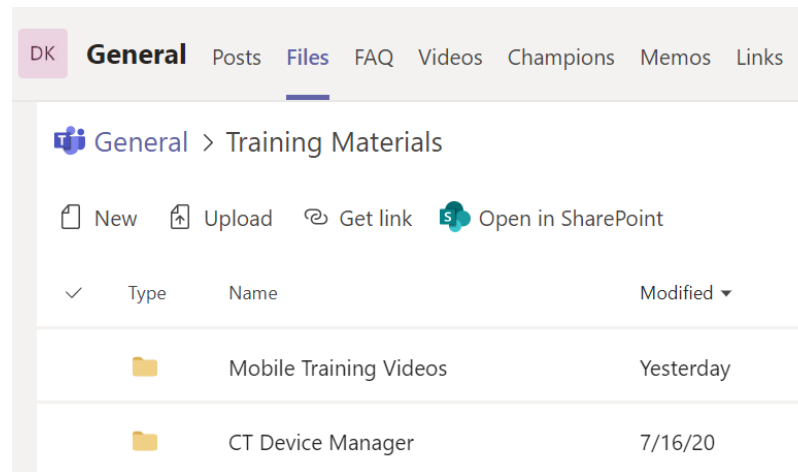 DK General Posts Files FAQ Videos Champions Memos Links
General > Training Materials
New Upload Get link Open in SharePoint
Type Name Modified
Mobile Training Videos Yesterday
CT Device Manager 7/16/20